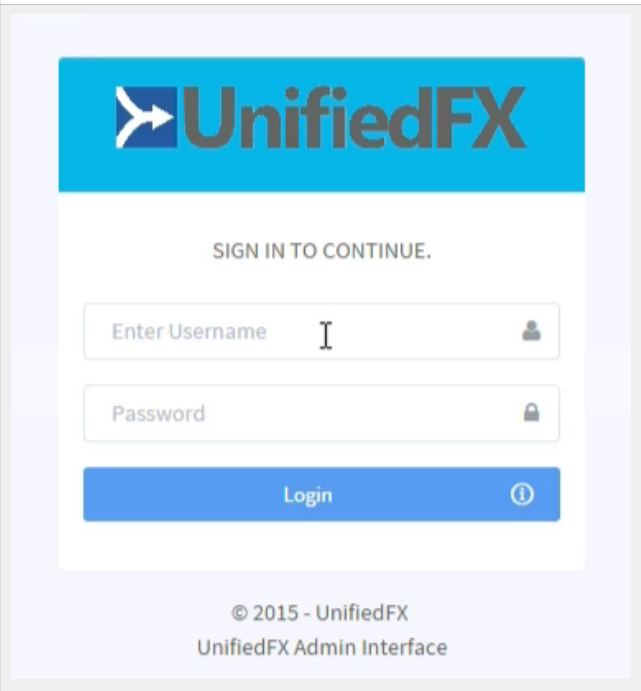 UnifiedFX
SIGN IN TO CONTINUE.
Enter Username
Password
Login
© 2015 - UnifiedFX
UnifiedFX Admin Interface